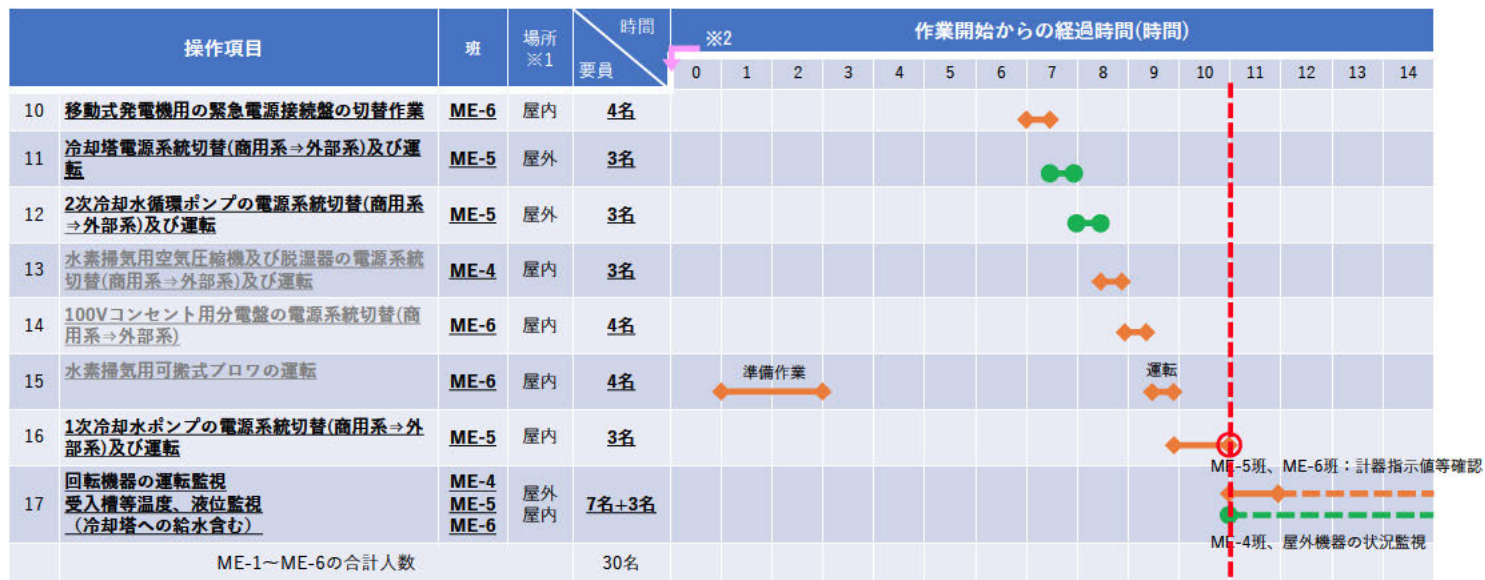 操作項目 班 場所 ※1 時間 要員 ※2 作業開始からの経過時間(時間)
0 1 2 3 4 5 6 7 8 9 10 11 12 13 14
10 移動式発電機用の緊急電源接続盤の切替作業 ME-6 屋内 4名
11 冷却塔電源系統切替(商用系⇒外部系)及び運
転 ME-5 屋外 3名
12 2次冷却水循環ポンプの電源系統切替(商用系
⇒外部系)及び運転 ME-5 屋外 3名
13 水素掃気用空気圧縮機及び脱湿器の電源系統
切替(商用系⇒外部系)及び運転 ME-4 屋内 3名
14 100Vコンセント用分電盤の電源系統切替(商
用系⇒外部系) ME-6 屋内 4名
15 水素掃気用可搬式ブロワの運転 ME-6 屋内 4名 準備作業 運転
16 1次冷却水ポンプの電源系統切替(商用系⇒外
部系)及び運転 ME-5 屋内 3名
ME-5班、ME-6班：計器指示値等確認
17 回転機器の運転監視 ME-4 屋外
受入槽等温度、液位監視 ME-5 屋内 7名+3名
（冷却塔への給水含む） ME-6
ME-4班、屋外機器の状況監視
ME-1～ME-6の合計人数 30名